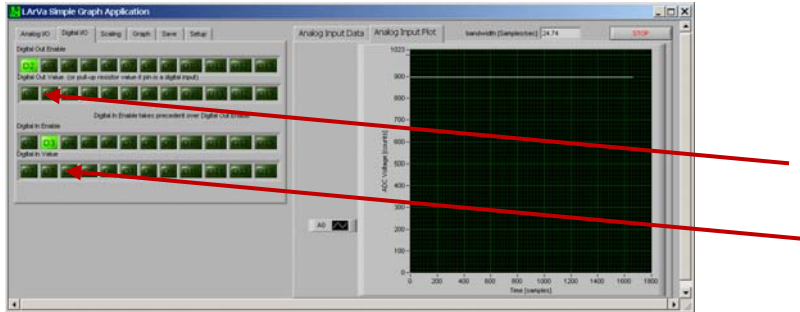 LArVa Simple Graph Application
Analog I/O Digital I/O Scaling Graph Save Setup
Digital Out Enable
D2
Digital Out Value (or pull-up resistor value if pin is a digital input)
Digital In Enable takes precedent over Digital Out Enable
Digital In Enable
D3
Digital In Value
Analog Input Data Analog Input Plot bandwidth (Samples/sec) 24.74 STOP
ADC Voltage [counts]
1023
900
800
700
600
500
400
300
200
100
0
0 200 400 600 800 1000 1200 1400 1600 1800
Time [samples]
A0